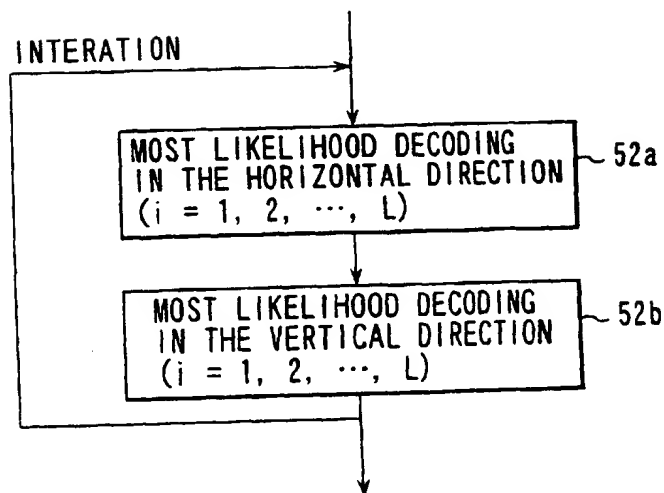 INTERATION
MOST LIKELIHOOD DECODING
IN THE HORIZONTAL DIRECTION
(i = 1, 2, ···, L)
52a
MOST LIKELIHOOD DECODING
IN THE VERTICAL DIRECTION
(i = 1, 2, ···, L)
52b